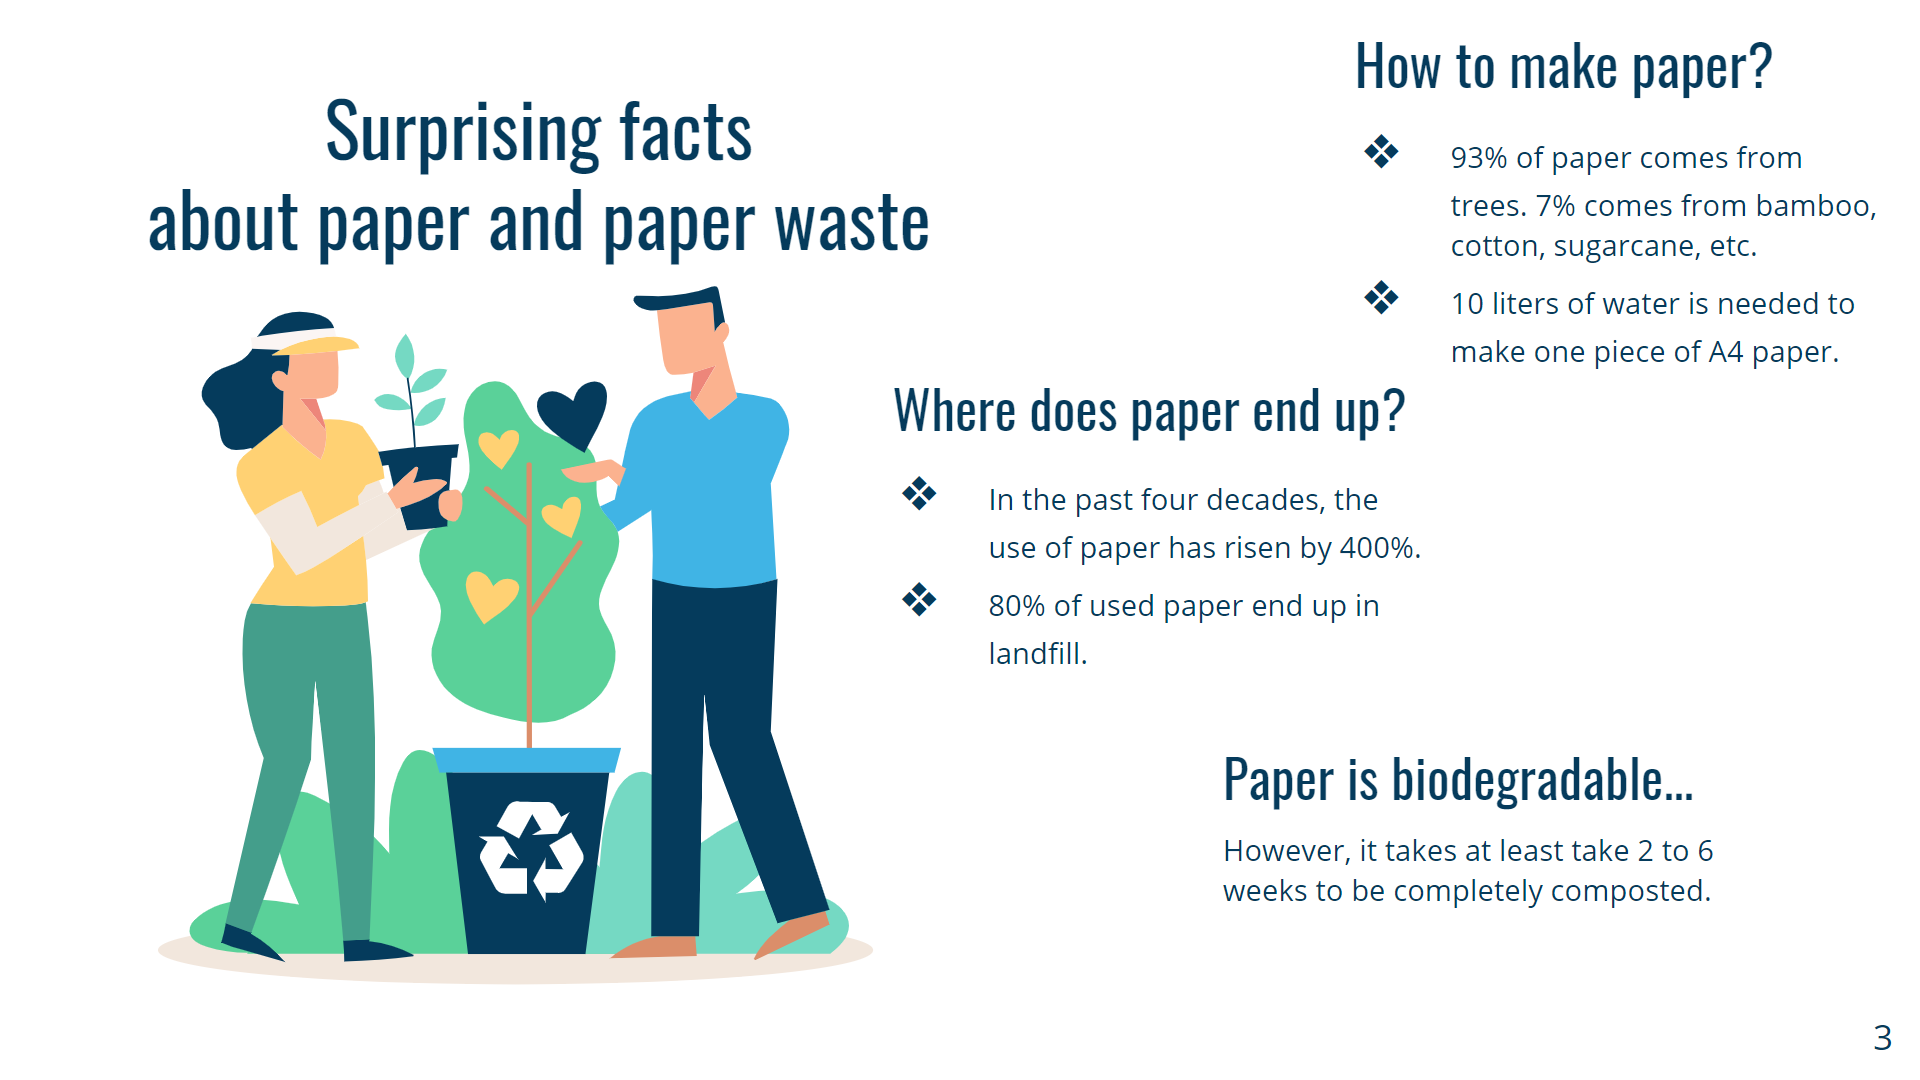 Surprising facts
about paper and paper waste
How to make paper?
❖ 93% of paper comes from
trees. 7% comes from bamboo,
cotton, sugarcane, etc.
❖ 10 liters of water is needed to
make one piece of A4 paper.
Where does paper end up?
❖ In the past four decades, the
use of paper has risen by 400%.
❖ 80% of used paper end up in
landfill.
Paper is biodegradable...
However, it takes at least take 2 to 6
weeks to be completely composted.
3